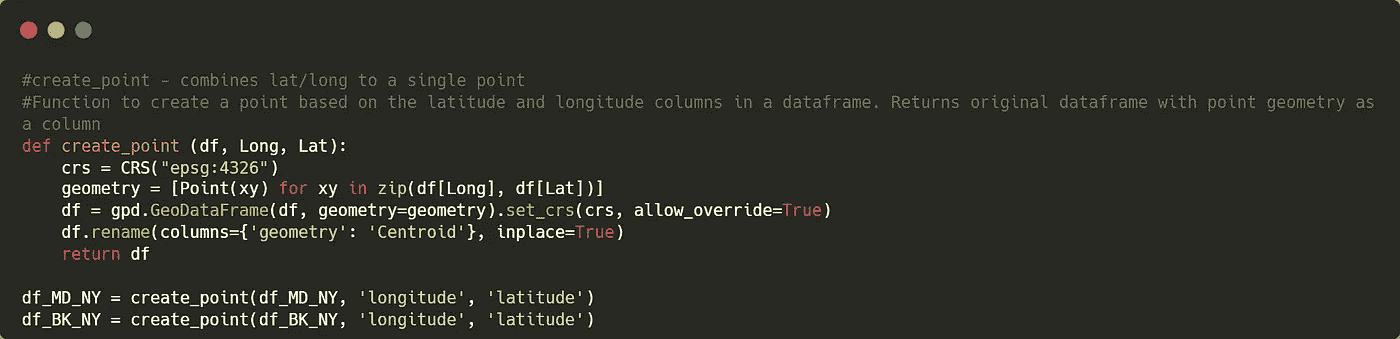 #create_point - combines lat/long to a single point
#Function to create a point based on the latitude and longitude columns in a dataframe. Returns original dataframe with point geometry as
a column
def create_point (df, Long, Lat):
    crs = CRS("epsg:4326")
    geometry = [Point(xy) for xy in zip(df[Long], df[Lat])]
    df = gpd.GeoDataFrame(df, geometry=geometry).set_crs(crs, allow_override=True)
    df.rename(columns={'geometry': 'Centroid'}, inplace=True)
    return df

df_MD_NY = create_point(df_MD_NY, 'longitude', 'latitude')
df_BK_NY = create_point(df_BK_NY, 'longitude', 'latitude')